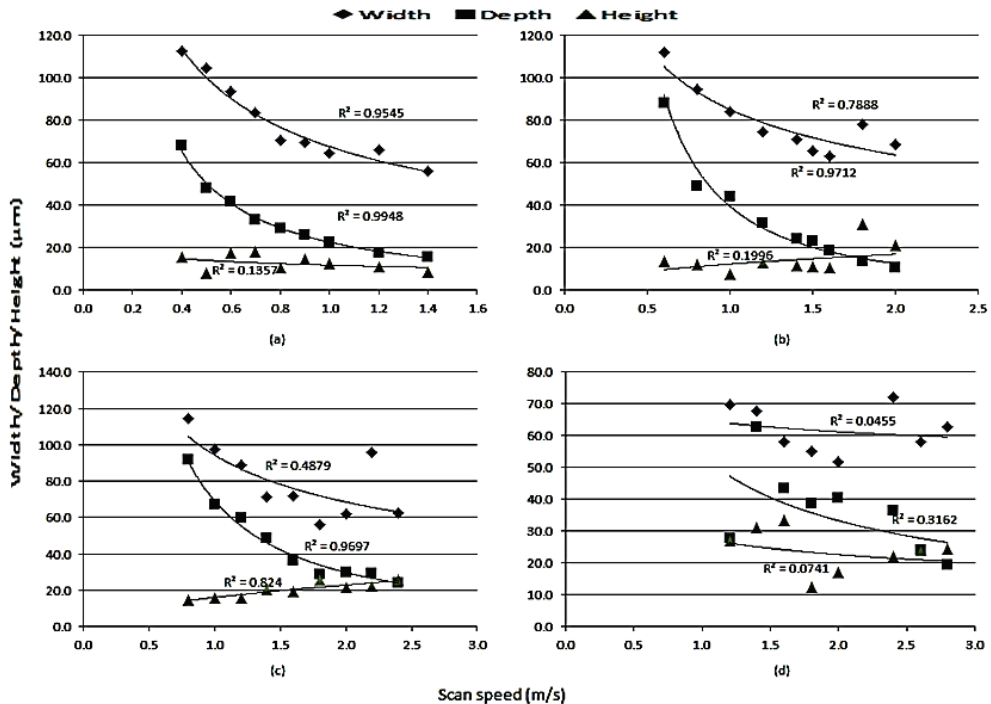 Width Depth Height
Width/Depth/Height (µm)
120.0
100.0
80.0
60.0
40.0
20.0
0.0
R² = 0.9545
R² = 0.9948
R² = 0.1357
0.0 0.2 0.4 0.6 0.8 1.0 1.2 1.4 1.6
(a)
120.0
100.0
80.0
60.0
40.0
20.0
0.0
R² = 0.7888
R² = 0.9712
R² = 0.1996
0.0 0.5 1.0 1.5 2.0 2.5
(b)
140.0
120.0
100.0
80.0
60.0
40.0
20.0
0.0
R² = 0.4879
R² = 0.9697
R² = 0.824
0.0 0.5 1.0 1.5 2.0 2.5 3.0
(c)
80.0
70.0
60.0
50.0
40.0
30.0
20.0
10.0
0.0
R² = 0.0455
R² = 0.3162
R² = 0.0741
0.0 0.5 1.0 1.5 2.0 2.5 3.0
(d)
Scan speed (m/s)